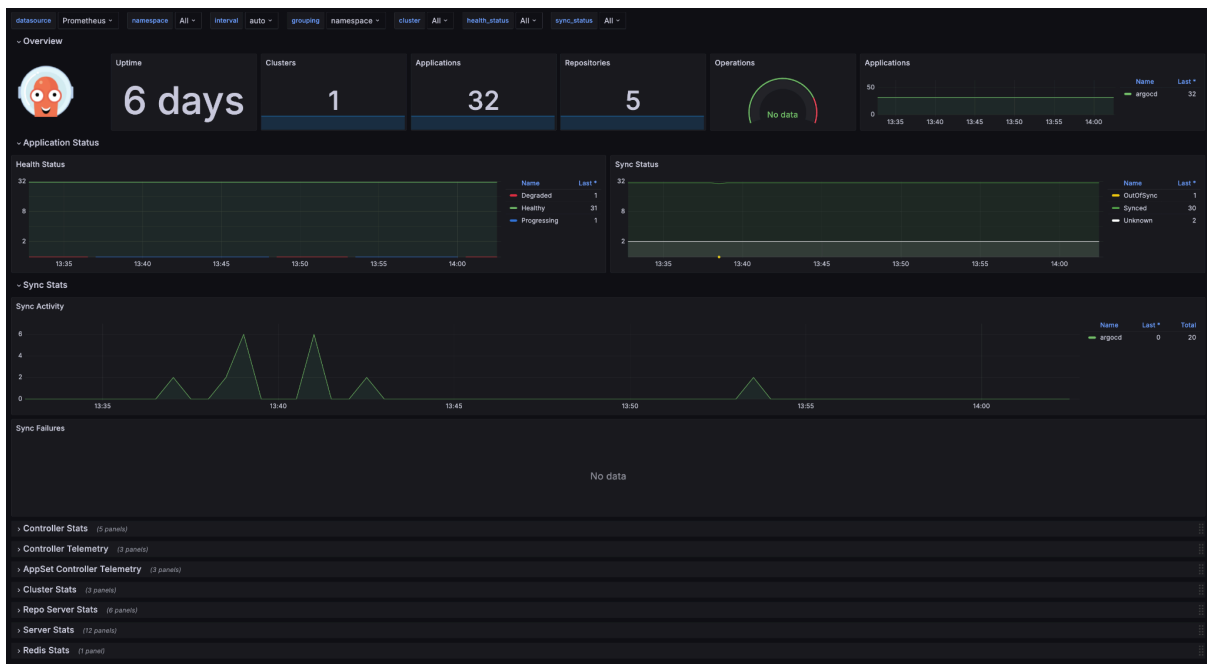 datasource Prometheus namespace All interval auto grouping namespace cluster All health_status All sync_status All
Overview
Uptime
6 days
Clusters
1
Applications
32
Repositories
5
Operations
No data
Applications
50
0
13:35 13:40 13:45 13:50 13:55 14:00
Name Last *
argocd 32
Application Status
Health Status
32
8
2
13:35 13:40 13:45 13:50 13:55 14:00
Name Last *
Degraded 1
Healthy 31
Progressing 1
Sync Status
32
8
2
13:35 13:40 13:45 13:50 13:55 14:00
Name Last *
OutOfSync 1
Synced 30
Unknown 2
Sync Stats
Sync Activity
6
4
2
0
13:35 13:40 13:45 13:50 13:55 14:00
Name Last * Total
argocd 0 20
Sync Failures
No data
Controller Stats (5 panels)
Controller Telemetry (3 panels)
AppSet Controller Telemetry (3 panels)
Cluster Stats (3 panels)
Repo Server Stats (6 panels)
Server Stats (12 panels)
Redis Stats (1 panel)